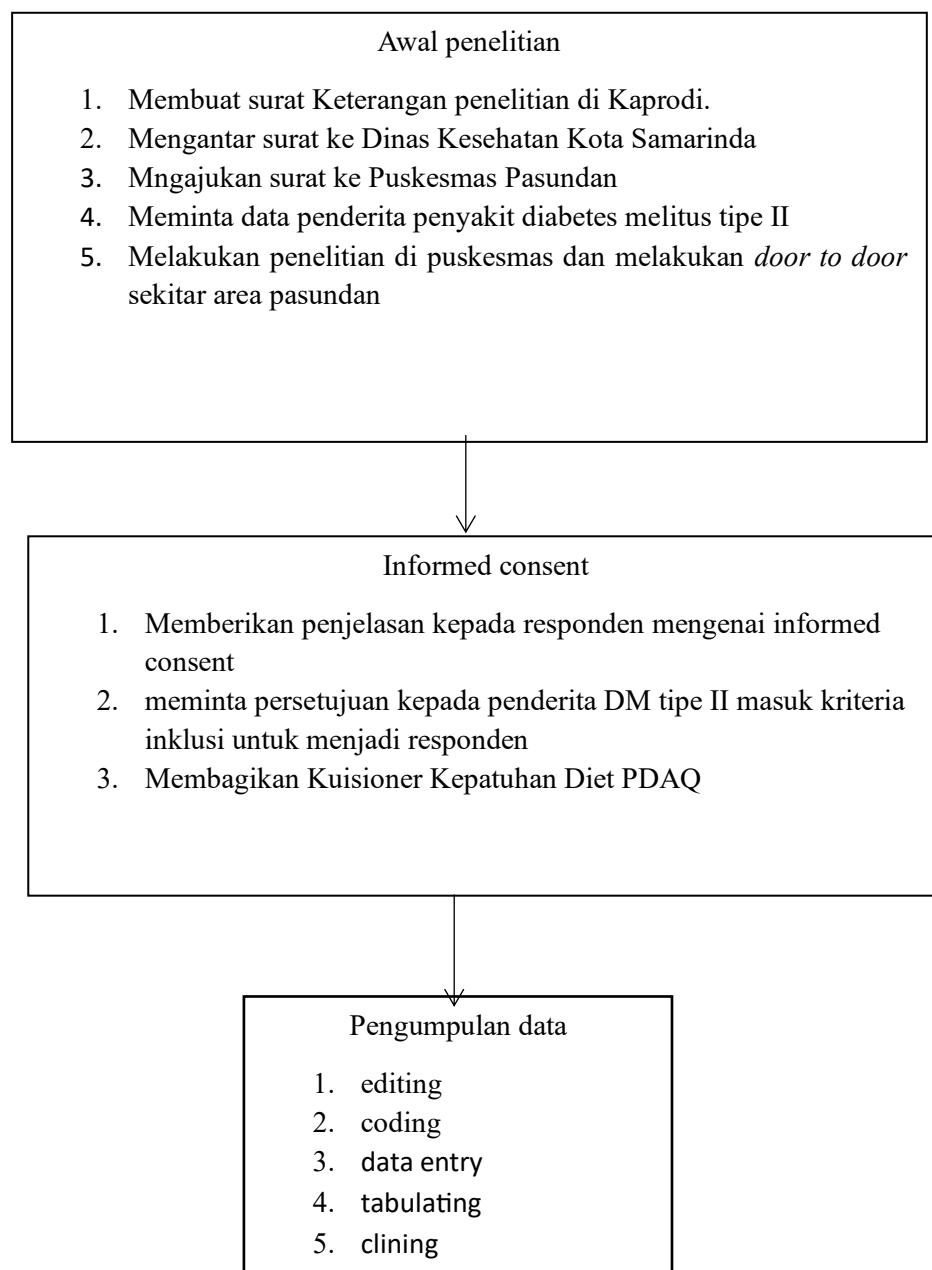 Awal penelitian
1. Membuat surat Keterangan penelitian di Kaprodi.
2. Mengantar surat ke Dinas Kesehatan Kota Samarinda
3. Mngajukan surat ke Puskesmas Pasundan
4. Meminta data penderita penyakit diabetes melitus tipe II
5. Melakukan penelitian di puskesmas dan melakukan door to door
sekitar area pasundan
Informed consent
1. Memberikan penjelasan kepada responden mengenai informed
consent
2. meminta persetujuan kepada penderita DM tipe II masuk kriteria
inklusi untuk menjadi responden
3. Membagikan Kuisioner Kepatuhan Diet PDAQ
Pengumpulan data
1. editing
2. coding
3. data entry
4. tabulating
5. clining